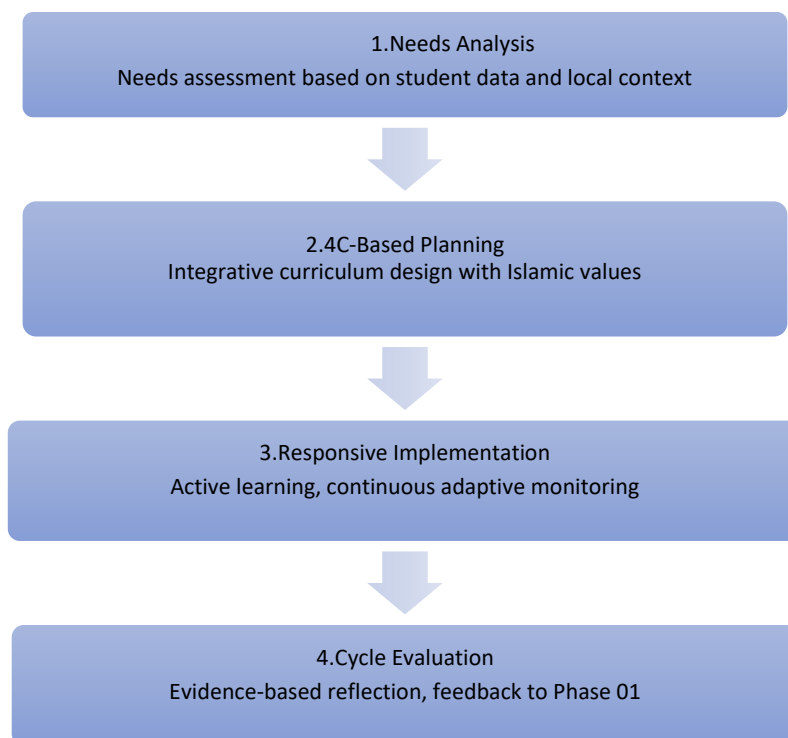 1.Needs Analysis
Needs assessment based on student data and local context
2.4C-Based Planning
Integrative curriculum design with Islamic values
3.Responsive Implementation
Active learning, continuous adaptive monitoring
4.Cycle Evaluation
Evidence-based reflection, feedback to Phase 01